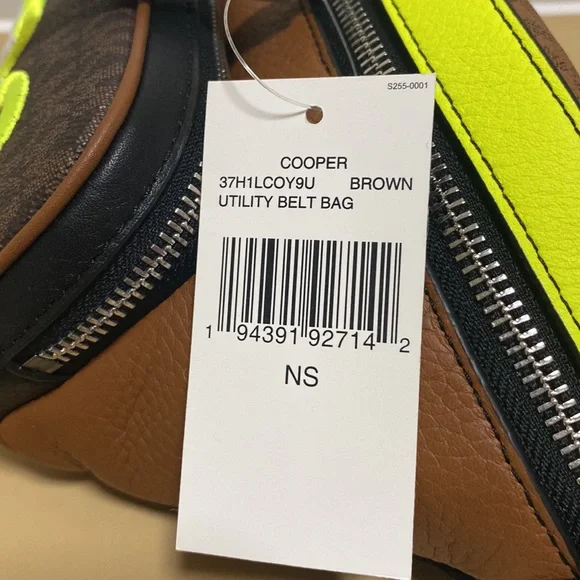 S255-0001
COOPER
37H1LCOY9U BROWN
UTILITY BELT BAG
1 94391 92714 2
NS